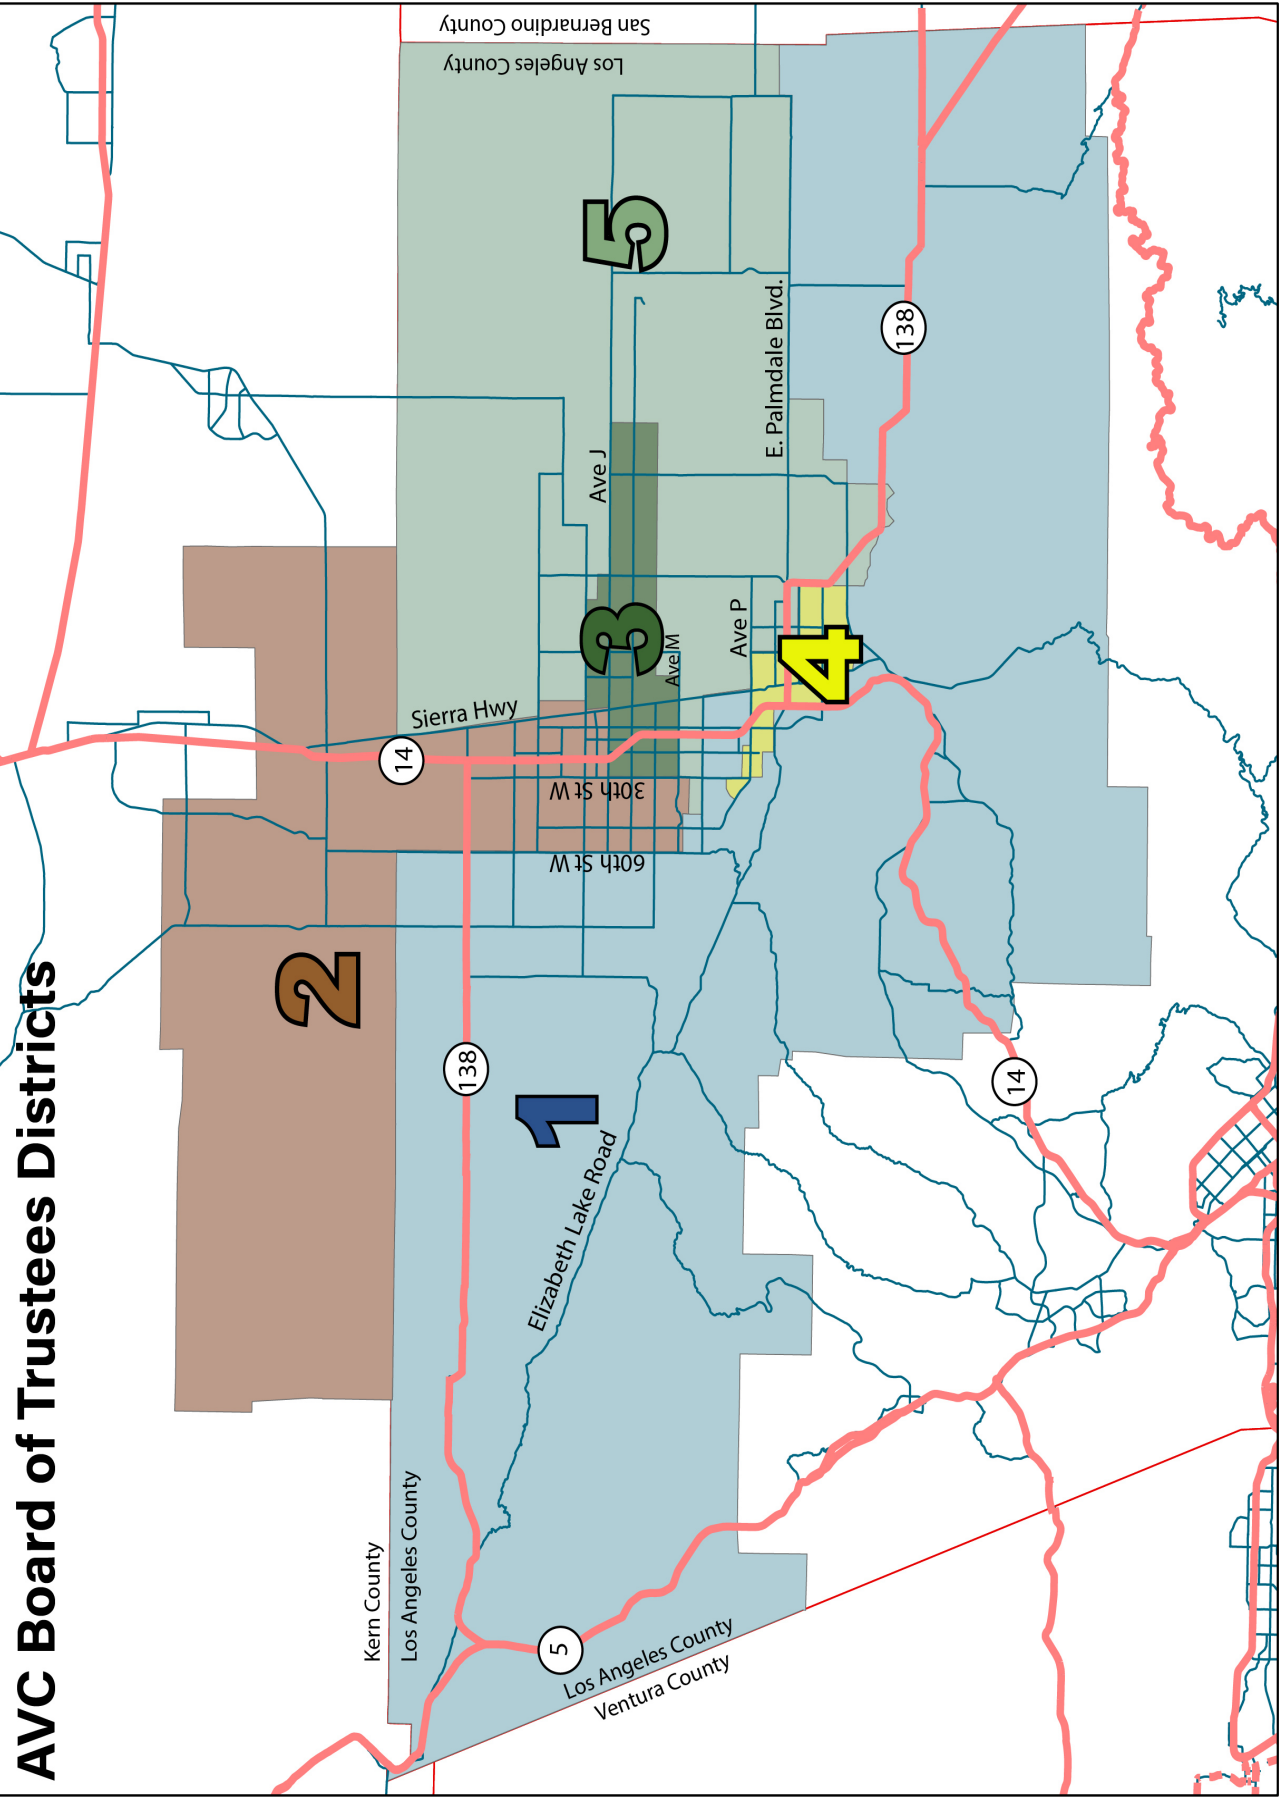 AVC Board of Trustees Districts
Kern County
Los Angeles County
San Bernardino County
Los Angeles County
Los Angeles County
Ventura County
Sierra Hwy
Elizabeth Lake Road
60th St W
30th St W
Ave J
Ave M
Ave P
E. Palmdale Blvd.
1
2
3
4
5
14
138
5
138
14